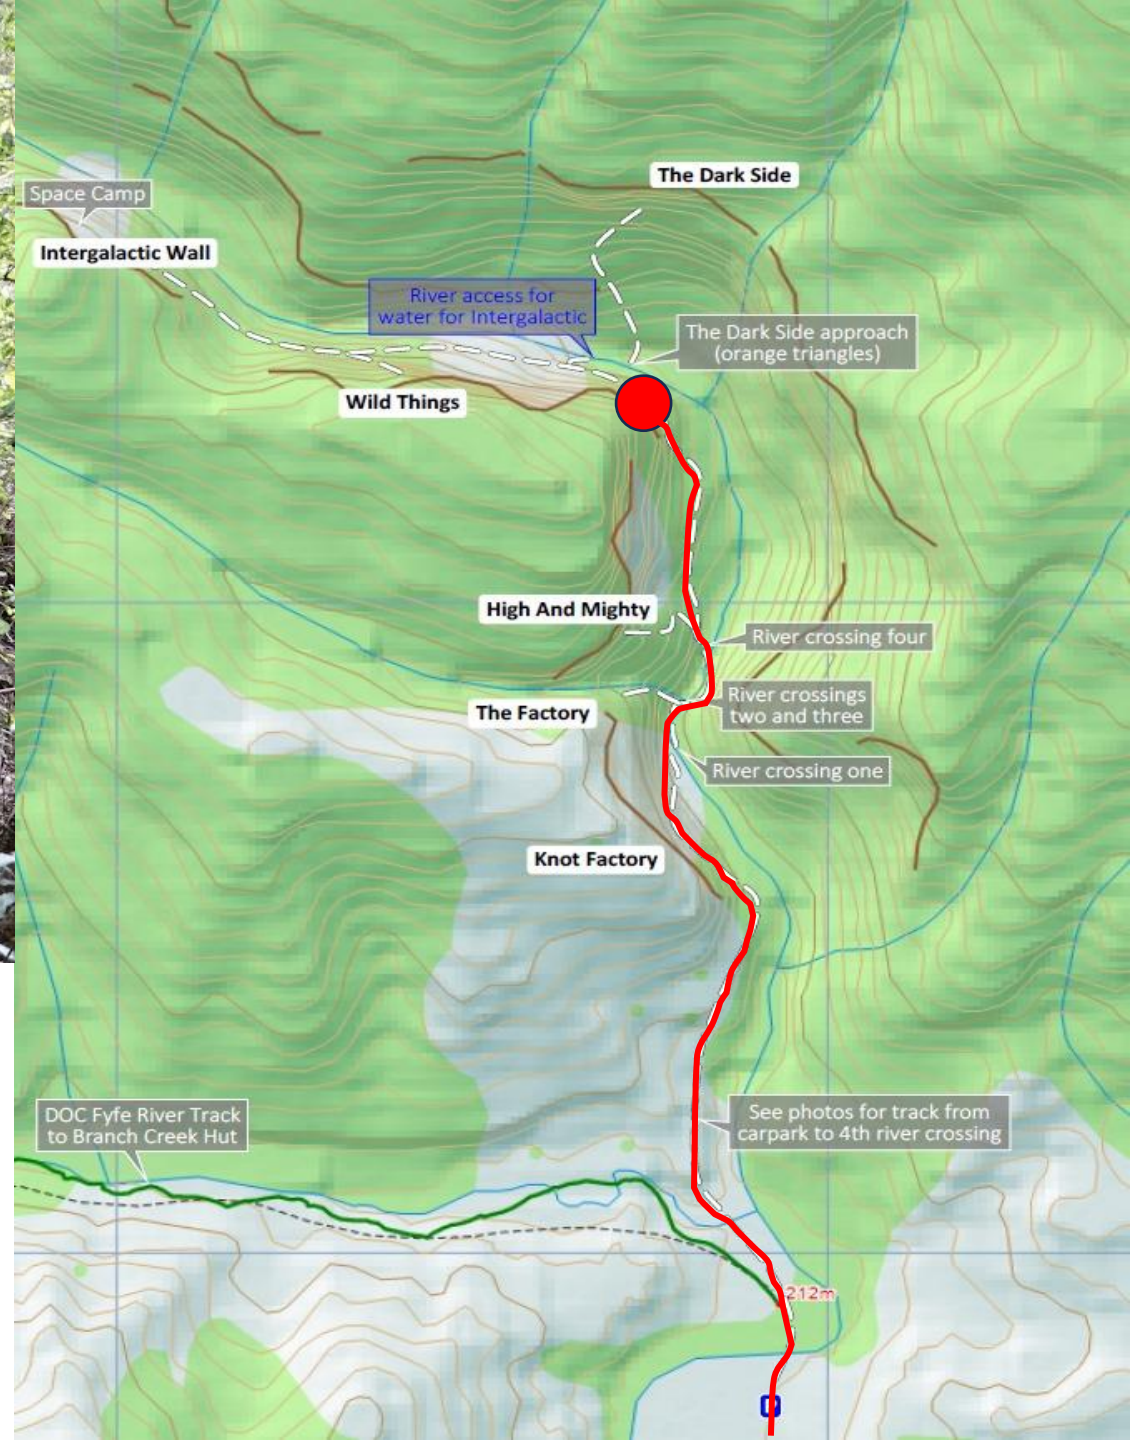 The Dark Side
Space Camp
Intergalactic Wall
River access for
water for Intergalactic
The Dark Side approach
(orange triangles)
Wild Things
High And Mighty
River crossing four
River crossings
two and three
The Factory
River crossing one
Knot Factory
See photos for track from
carpark to 4th river crossing
DOC Fyfe River Track
to Branch Creek Hut
212m